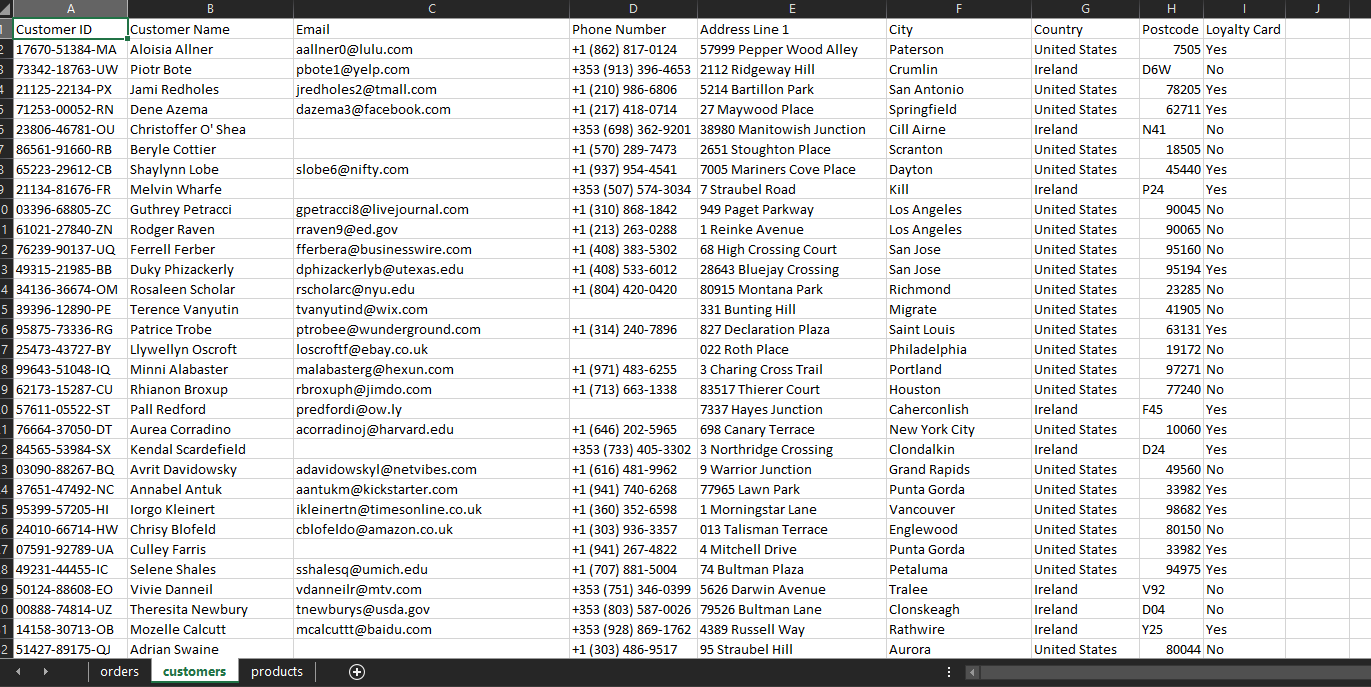 A B C D E F G H I J
1 Customer ID Customer Name Email Phone Number Address Line 1 City Country Postcode Loyalty Card
2 17670-51384-MA Aloisia Allner aallner0@lulu.com +1 (862) 817-0124 57999 Pepper Wood Alley Paterson United States 7505 Yes
3 73342-18763-UW Piotr Bote pbote1@yelp.com +353 (913) 396-4653 2112 Ridgeway Hill Crumlin Ireland D6W No
4 21125-22134-PX Jami Redholes jredholes2@tmall.com +1 (210) 986-6806 5214 Bartillon Park San Antonio United States 78205 Yes
5 71253-00052-RN Dene Azema dazema3@facebook.com +1 (217) 418-0714 27 Maywood Place Springfield United States 62711 Yes
6 23806-46781-OU Christoffer O' Shea +353 (698) 362-9201 38980 Manitowish Junction Cill Airne Ireland N41 No
7 86561-91660-RB Beryle Cottier +1 (570) 289-7473 2651 Stoughton Place Scranton United States 18505 No
8 65223-29612-CB Shaylynn Lobe slobe6@nifty.com +1 (937) 954-4541 7005 Mariners Cove Place Dayton United States 45440 Yes
9 21134-81676-FR Melvin Wharfe +353 (507) 574-3034 7 Straubel Road Kill Ireland P24 Yes
0 03396-68805-ZC Guthrey Petracci gpetracci8@livejournal.com +1 (310) 868-1842 949 Paget Parkway Los Angeles United States 90045 No
1 61021-27840-ZN Rodger Raven rraven9@ed.gov +1 (213) 263-0288 1 Reinke Avenue Los Angeles United States 90065 No
2 76239-90137-UQ Ferrell Ferber fferbera@businesswire.com +1 (408) 383-5302 68 High Crossing Court San Jose United States 95160 No
3 49315-21985-BB Duky Phizackerly dphizackerlyb@utexas.edu +1 (408) 533-6012 28643 Bluejay Crossing San Jose United States 95194 Yes
4 34136-36674-OM Rosaleen Scholar rscholarc@nyu.edu +1 (804) 420-0420 80915 Montana Park Richmond United States 23285 No
5 39396-12890-PE Terence Vanyutin tvanyutind@wix.com 331 Bunting Hill Migrate United States 41905 No
6 95875-73336-RG Patrice Trobe ptrobee@wunderground.com +1 (314) 240-7896 827 Declaration Plaza Saint Louis United States 63131 Yes
7 25473-43727-BY Llywellyn Oscroft loscroftf@ebay.co.uk 022 Roth Place Philadelphia United States 19172 No
8 99643-51048-IQ Minni Alabaster malabasterg@hexun.com +1 (971) 483-6255 3 Charing Cross Trail Portland United States 97271 No
9 62173-15287-CU Rhianon Broxup rbroxuph@jimdo.com +1 (713) 663-1338 83517 Thierer Court Houston United States 77240 No
0 57611-05522-ST Pall Redford predfordi@ow.ly 7337 Hayes Junction Caherconlish Ireland F45 Yes
1 76664-37050-DT Aurea Corradino acorradinoj@harvard.edu +1 (646) 202-5965 698 Canary Terrace New York City United States 10060 Yes
2 84565-53984-SX Kendal Scardefield +353 (733) 405-3302 3 Northridge Crossing Clondalkin Ireland D24 Yes
3 03090-88267-BQ Avrit Davidowsky adavidowskyl@netvibes.com +1 (616) 481-9962 9 Warrior Junction Grand Rapids United States 49560 No
4 37651-47492-NC Annabel Antuk aantukm@kickstarter.com +1 (941) 740-6268 77965 Lawn Park Punta Gorda United States 33982 Yes
5 95399-57205-HI Iorgo Kleinert ikleinertn@timesonline.co.uk +1 (360) 352-6598 1 Morningstar Lane Vancouver United States 98682 Yes
6 24010-66714-HW Chrisy Blofeld cblofeldo@amazon.co.uk +1 (303) 936-3357 013 Talisman Terrace Englewood United States 80150 No
7 07591-92789-UA Culley Farris +1 (941) 267-4822 4 Mitchell Drive Punta Gorda United States 33982 Yes
8 49231-44455-IC Selene Shales sshalesq@umich.edu +1 (707) 881-5004 74 Bultman Plaza Petaluma United States 94975 Yes
9 50124-88608-EO Vivie Danneil vdanneilr@mtv.com +353 (751) 346-0399 5626 Darwin Avenue Tralee Ireland V92 No
0 00888-74814-UZ Theresita Newbury tnewburys@usda.gov +353 (803) 587-0026 79526 Bultman Lane Clonskeagh Ireland D04 No
1 14158-30713-OB Mozelle Calcutt mcalcuttt@baidu.com +353 (928) 869-1762 4389 Russell Way Rathwire Ireland Y25 Yes
2 51427-89175-QJ Adrian Swaine +1 (303) 486-9517 95 Straubel Hill Aurora United States 80044 No
orders customers products